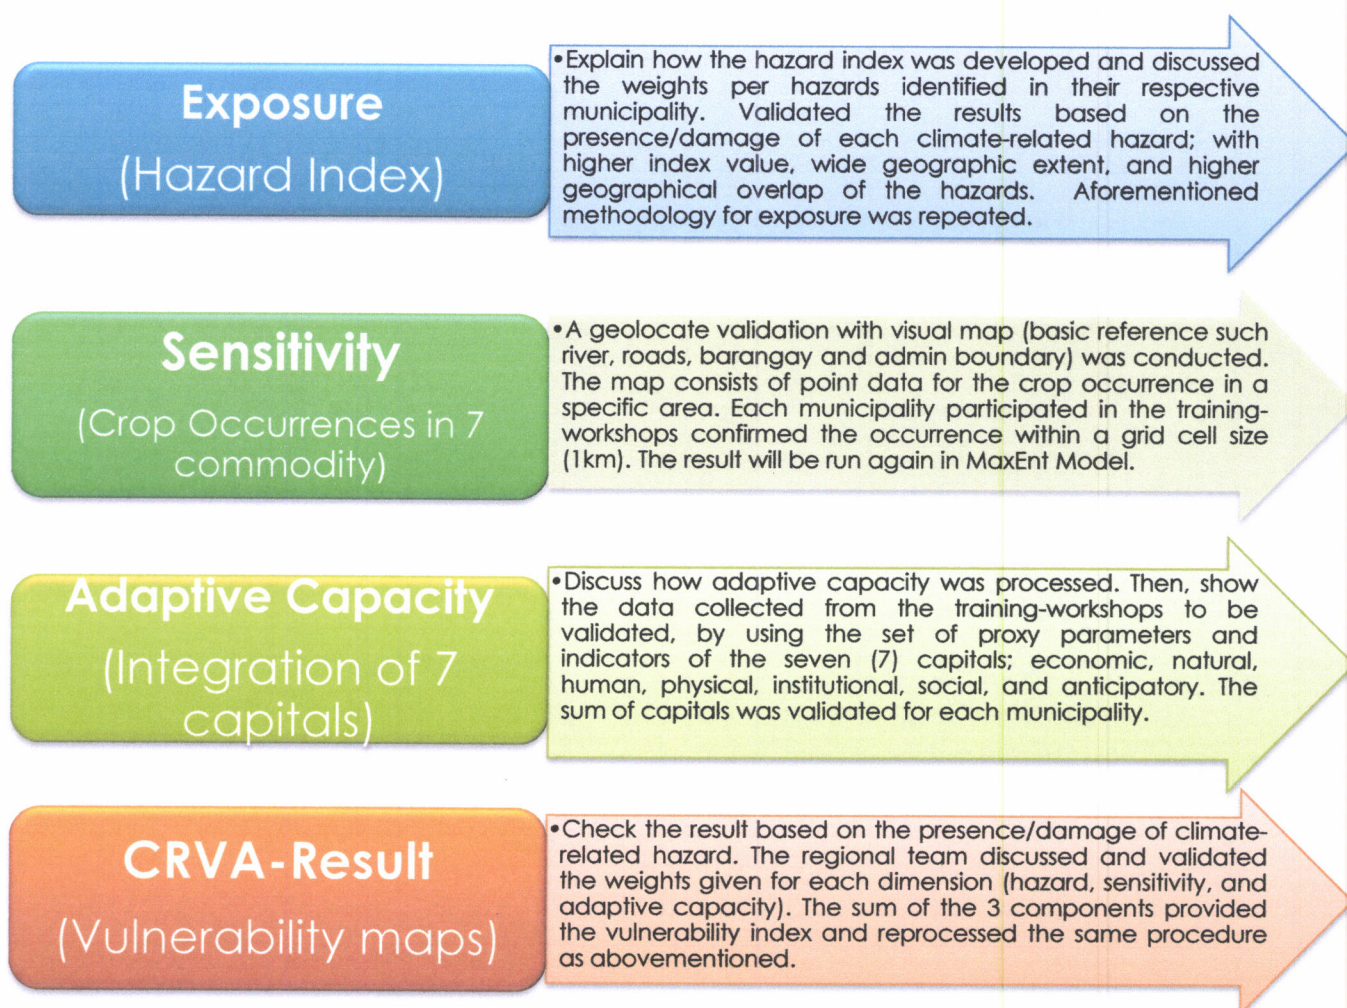 Exposure
(Hazard Index)
•Explain how the hazard index was developed and discussed
the weights per hazards identified in their respective
municipality. Validated the results based on the
presence/damage of each climate-related hazard; with
higher index value, wide geographic extent, and higher
geographical overlap of the hazards. Aforementioned
methodology for exposure was repeated.
Sensitivity
(Crop Occurrences in 7
commodity)
•A geolocate validation with visual map (basic reference such
river, roads, barangay and admin boundary) was conducted.
The map consists of point data for the crop occurrence in a
specific area. Each municipality participated in the training-
workshops confirmed the occurrence within a grid cell size
(1km). The result will be run again in MaxEnt Model.
Adaptive Capacity
(Integration of 7
capitals)
•Discuss how adaptive capacity was processed. Then, show
the data collected from the training-workshops to be
validated, by using the set of proxy parameters and
indicators of the seven (7) capitals; economic, natural,
human, physical, institutional, social, and anticipatory. The
sum of capitals was validated for each municipality.
CRVA-Result
(Vulnerability maps)
•Check the result based on the presence/damage of climate-
related hazard. The regional team discussed and validated
the weights given for each dimension (hazard, sensitivity, and
adaptive capacity). The sum of the 3 components provided
the vulnerability index and reprocessed the same procedure
as abovementioned.